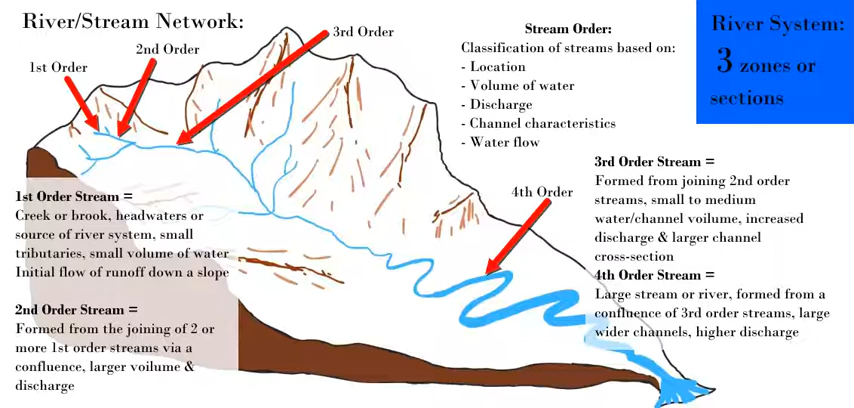 River/Stream Network:
1st Order
2nd Order
3rd Order
Stream Order:
Classification of streams based on:
- Location
- Volume of water
- Discharge
- Channel characteristics
- Water flow
River System:
3 zones or
sections
1st Order Stream =
Creek or brook, headwaters or
source of river system, small
tributaries, small volume of water
Initial flow of runoff down a slope
2nd Order Stream =
Formed from the joining of 2 or
more 1st order streams via a
confluence, larger voilume &
discharge
4th Order
3rd Order Stream =
Formed from joining 2nd order
streams, small to medium
water/channel voilume, increased
discharge & larger channel
cross-section
4th Order Stream =
Large stream or river, formed from a
confluence of 3rd order streams, large
wider channels, higher discharge